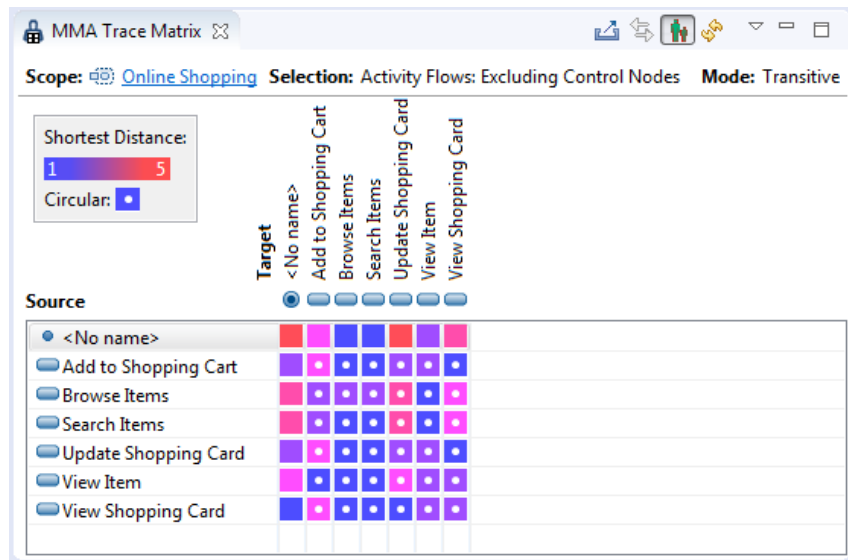 MMA Trace Matrix
Scope: Online Shopping Selection: Activity Flows: Excluding Control Nodes Mode: Transitive
Shortest Distance:
1 5
Circular:
Target
<No name>
Add to Shopping Cart
Browse Items
Search Items
Update Shopping Card
View Item
View Shopping Card
Source
<No name>
Add to Shopping Cart
Browse Items
Search Items
Update Shopping Card
View Item
View Shopping Card